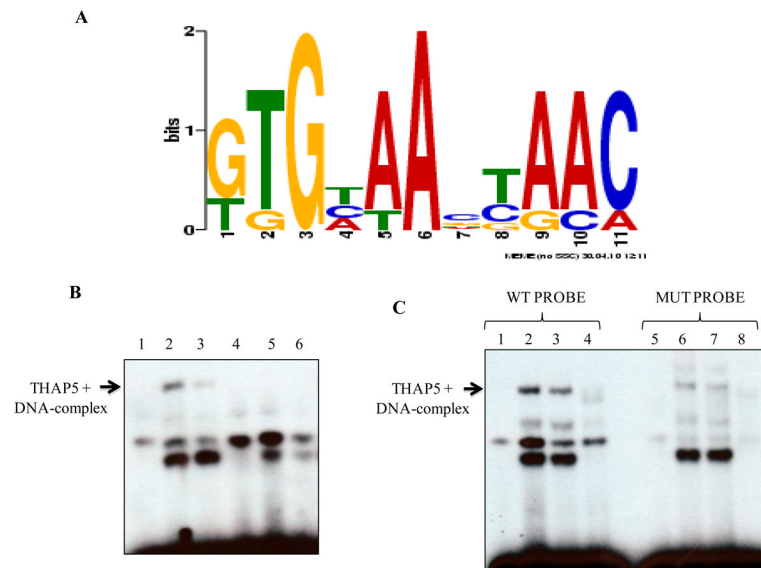 A
2
bits
1
0
G T G T A A C T A A C
T G C A T C G G C A
1 2 3 4 5 6 7 8 9 10 11
MEME (no SSC) 30.04.10 12:11
B
C
WT PROBE MUT PROBE
1 2 3 4 5 6
1 2 3 4 5 6 7 8
THAP5 +
DNA-complex
THAP5 +
DNA-complex